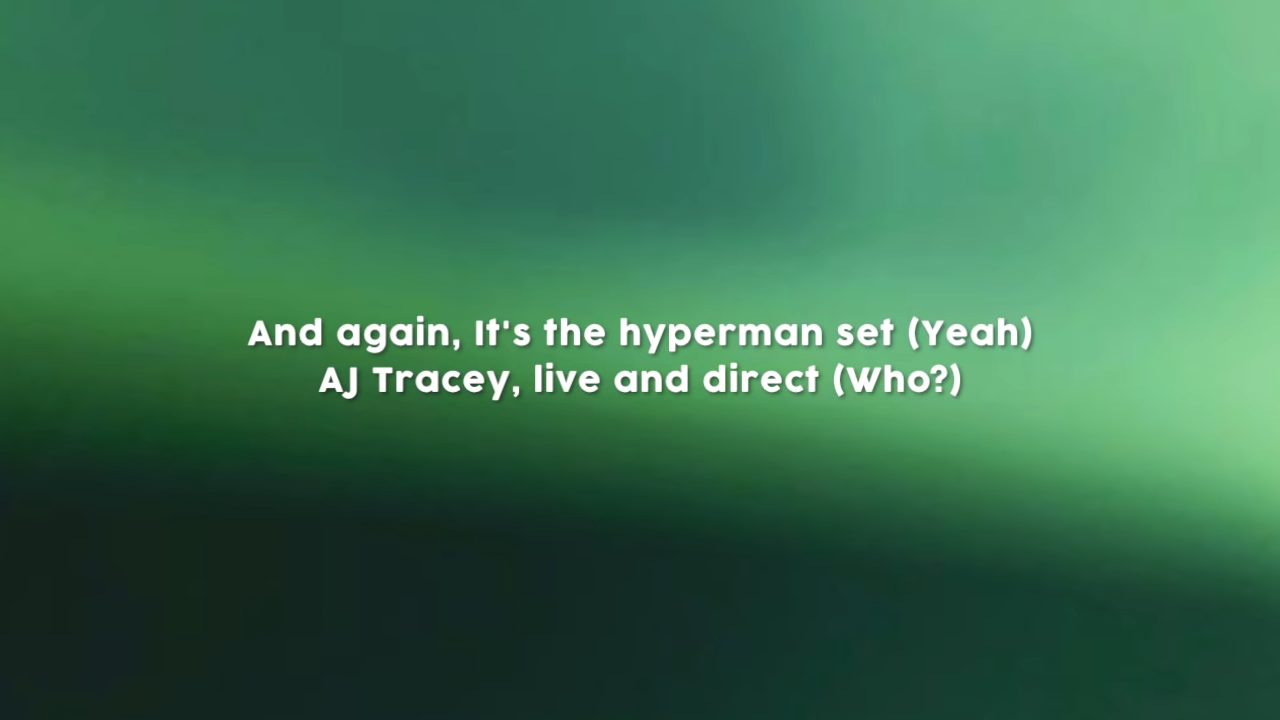 And again, It's the hyperman set (Yeah)
AJ Tracey, live and direct (Who?)